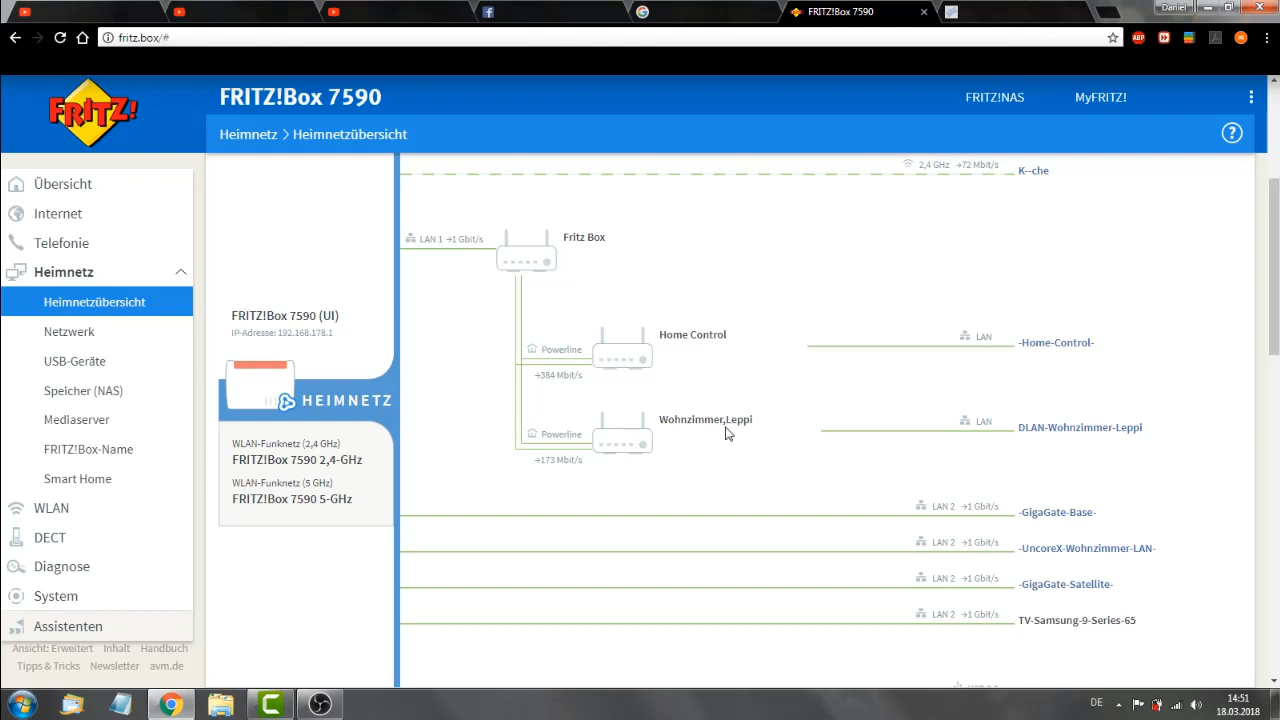 Daniel
FRITZ!Box 7590
fritz.box/#
ABP
FRITZ!
FRITZ!Box 7590
FRITZ!NAS
MyFRITZ!
Heimnetz
Heimnetzübersicht
?
Übersicht
Internet
Telefonie
Heimnetz
Heimnetzübersicht
Netzwerk
USB-Geräte
Speicher (NAS)
Mediaserver
FRITZ!Box-Name
Smart Home
WLAN
DECT
Diagnose
System
Assistenten
Ansicht: Erweitert Inhalt Handbuch
Tipps & Tricks Newsletter avm.de
FRITZ!Box 7590 (UI)
IP-Adresse: 192.168.178.1
HEIMNETZ
WLAN-Funknetz (2,4 GHz)
FRITZ!Box 7590 2,4-GHz
WLAN-Funknetz (5 GHz)
FRITZ!Box 7590 5-GHz
2,4 GHz →72 Mbit/s
K--che
LAN 1 →1 Gbit/s
Fritz Box
Home Control
Powerline
→384 Mbit/s
LAN
-Home-Control-
Wohnzimmer,Leppi
Powerline
→173 Mbit/s
LAN
DLAN-Wohnzimmer-Leppi
LAN 2 →1 Gbit/s
-GigaGate-Base-
LAN 2 →1 Gbit/s
-UncoreX-Wohnzimmer-LAN-
LAN 2 →1 Gbit/s
-GigaGate-Satellite-
LAN 2 →1 Gbit/s
TV-Samsung-9-Series-65
DE
14:51
18.03.2018